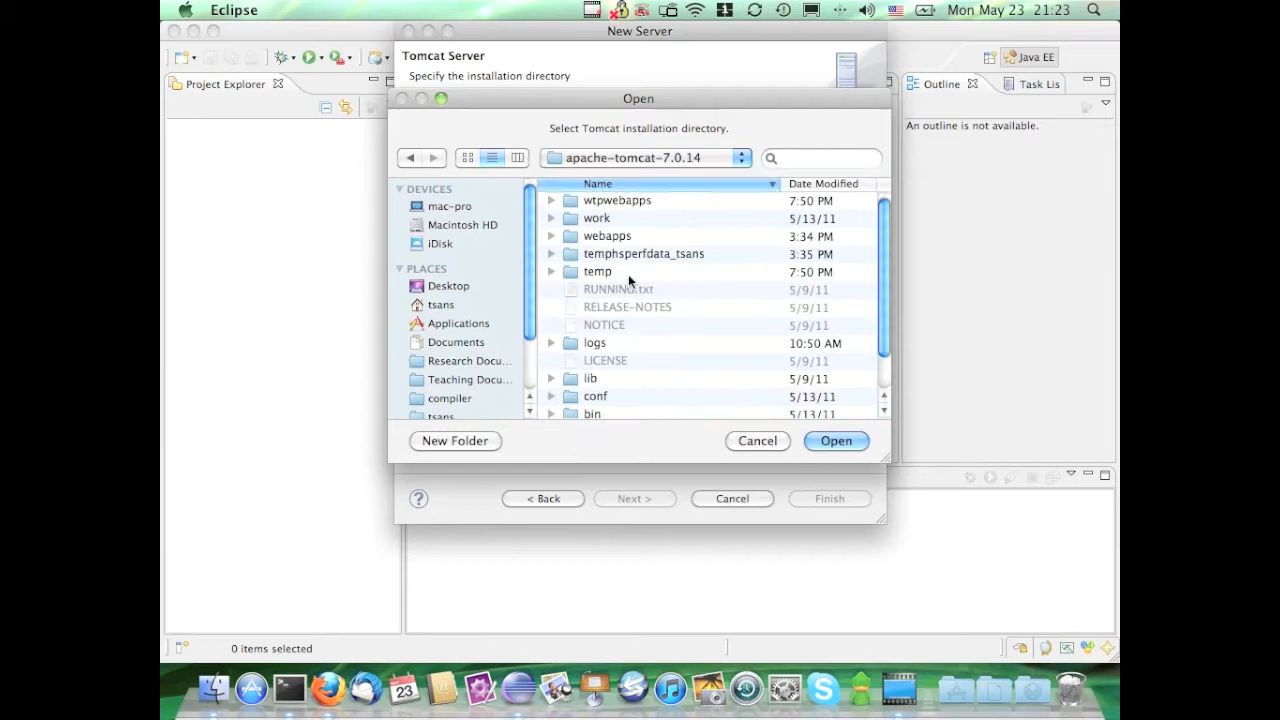 Eclipse
Mon May 23 21:23
New Server
Tomcat Server
Specify the installation directory
Java EE
Project Explorer
Outline
Task Lis
An outline is not available.
Open
Select Tomcat installation directory.
apache-tomcat-7.0.14
Name
Date Modified
DEVICES
mac-pro
Macintosh HD
iDisk
PLACES
Desktop
tsans
Applications
Documents
Research Docu...
Teaching Docu...
compiler
tsans
wtpwebapps 7:50 PM
work 5/13/11
webapps 3:34 PM
temphsperfdata_tsans 3:35 PM
temp 7:50 PM
RUNNING.txt 5/9/11
RELEASE-NOTES 5/9/11
NOTICE 5/9/11
logs 10:50 AM
LICENSE 5/9/11
lib 5/9/11
conf 5/13/11
bin 5/13/11
New Folder
Cancel
Open
?
< Back
Next >
Cancel
Finish
0 items selected
23